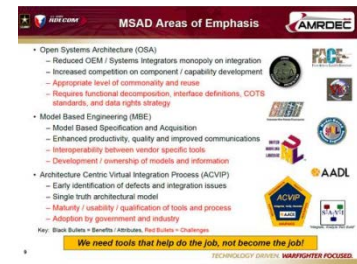 RDECOM
MSAD Areas of Emphasis
AMRDEC
• Open Systems Architecture (OSA)
– Reduced OEM / Systems Integrators monopoly on integration
– Increased competition on component / capability development
– Appropriate level of commonality and reuse
– Requires functional decomposition, interface definitions, COTS
standards, and data rights strategy
• Model Based Engineering (MBE)
– Model Based Specification and Acquisition
– Enhanced productivity, quality and improved communications
– Interoperability between vendor specific tools
– Development / ownership of models and information
• Architecture Centric Virtual Integration Process (ACVIP)
– Early identification of defects and integration issues
– Single truth architectural model
– Maturity / usability / qualification of tools and process
– Adoption by government and industry
Key: Black Bullets = Benefits / Attributes, Red Bullets = Challenges
FACE
AADL
ACVIP
We need tools that help do the job, not become the job!
TECHNOLOGY DRIVEN. WARFIGHTER FOCUSED.